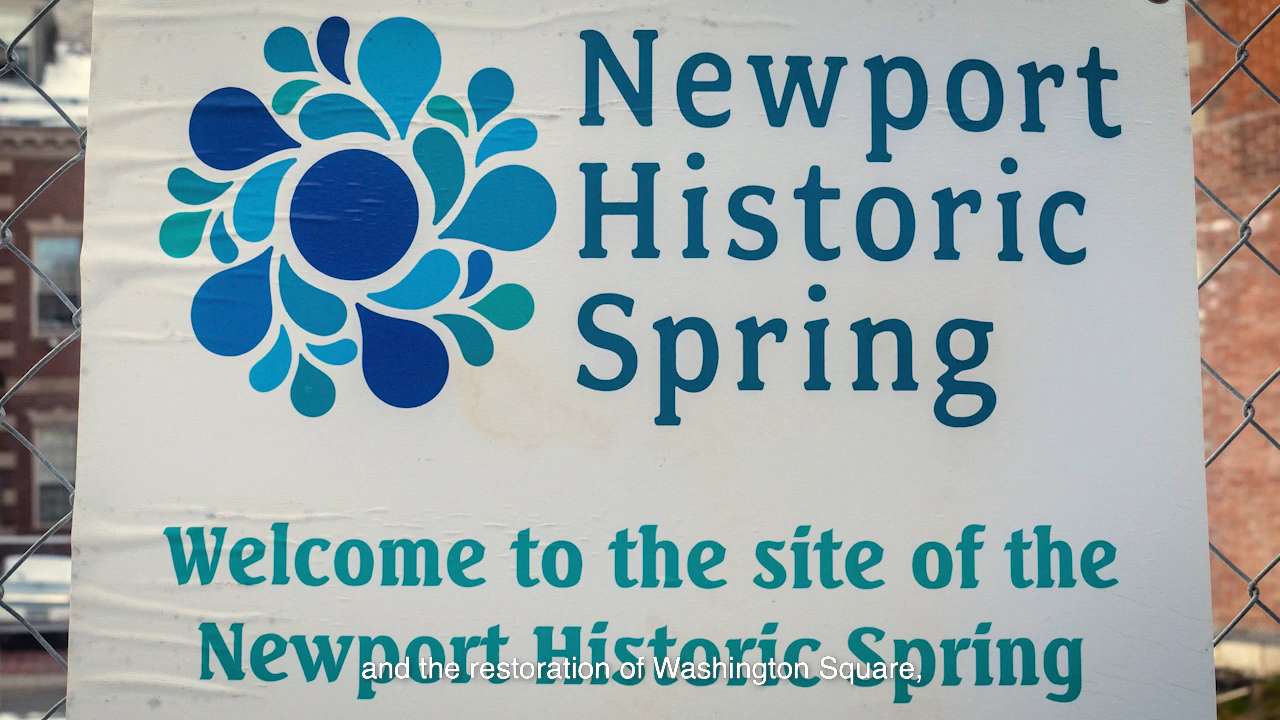 Newport
Historic
Spring
Welcome to the site of the
Newport Historic Spring
and the restoration of Washington Square,